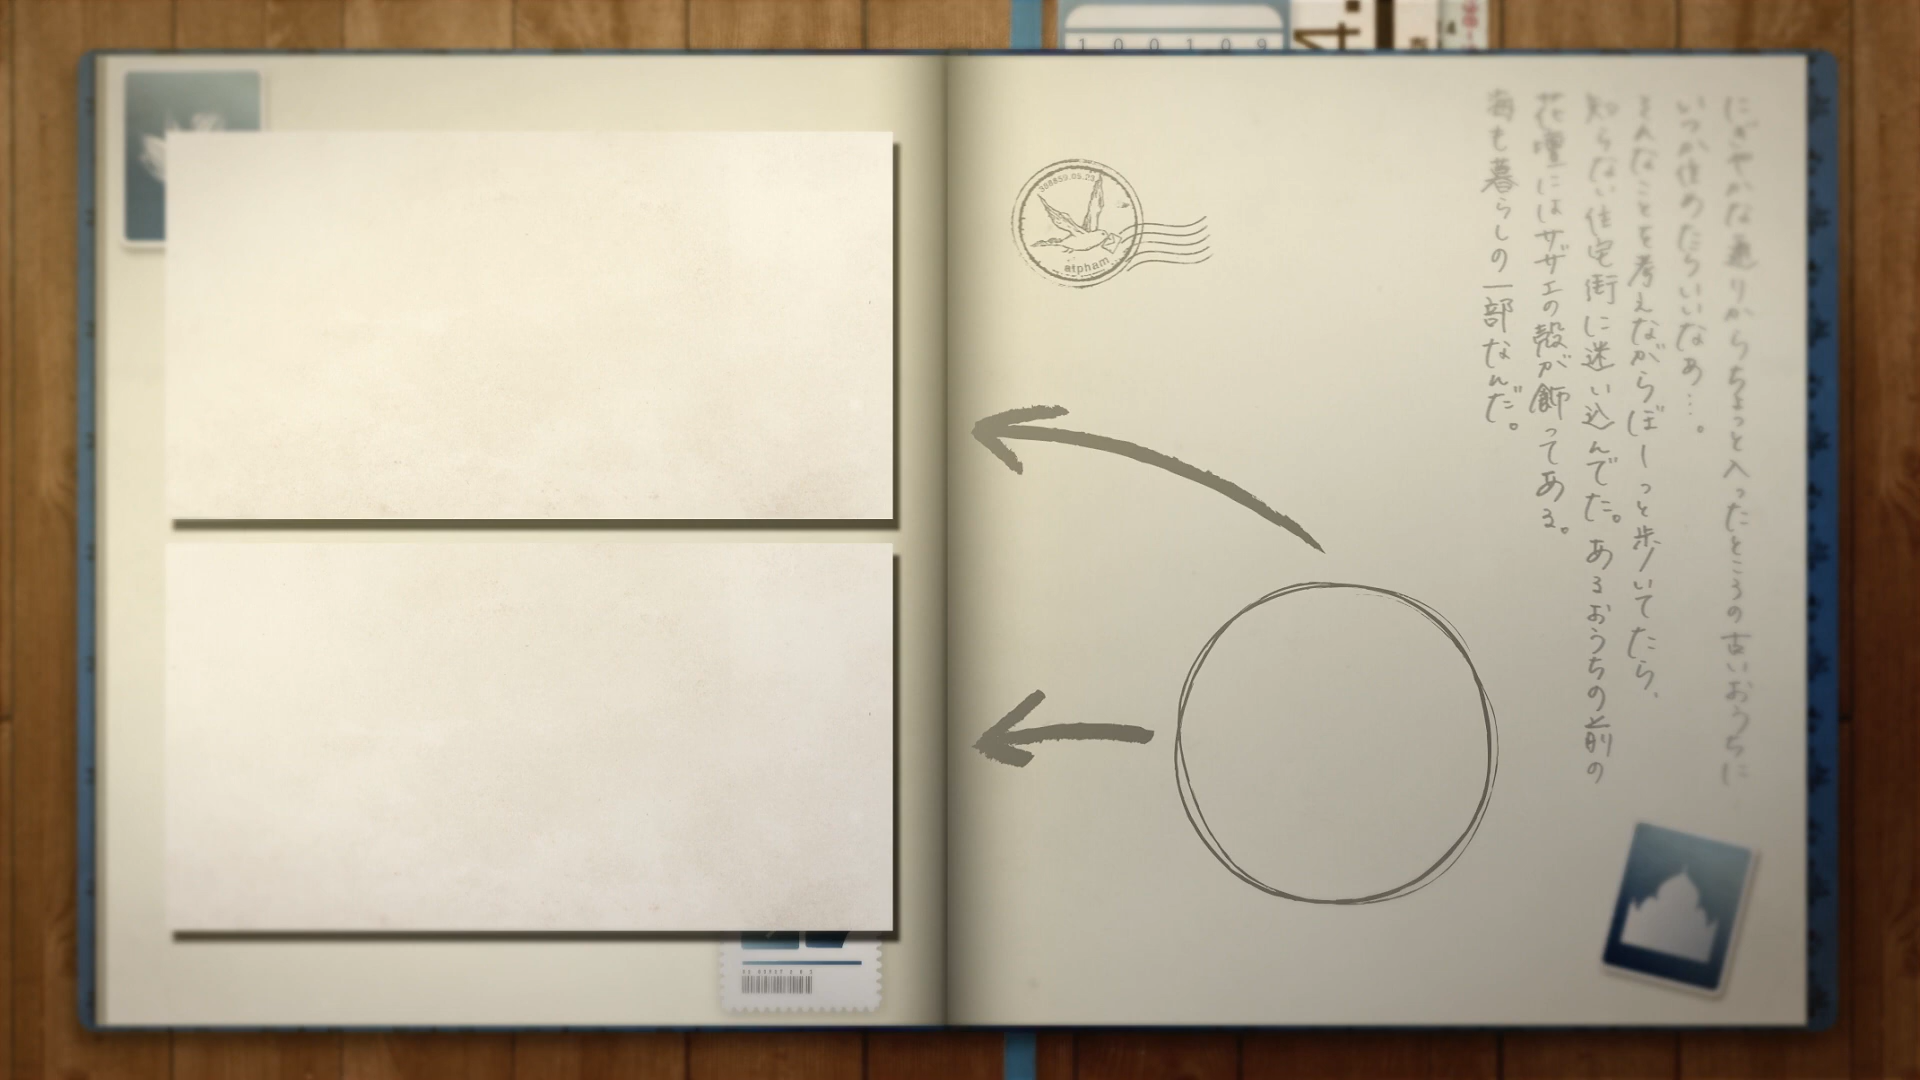 にぎやかな通りからちょっと入ったところの古いおうちに
いつか住めたらいいなぁ…。
そんなことを考えながらぼーっと歩いてたら、
知らない住宅街に迷い込んでた。あるおうちの前の
花壇にはサザエの殻が飾ってある。
海も暮らしの一部なんだ。
atpham
100109